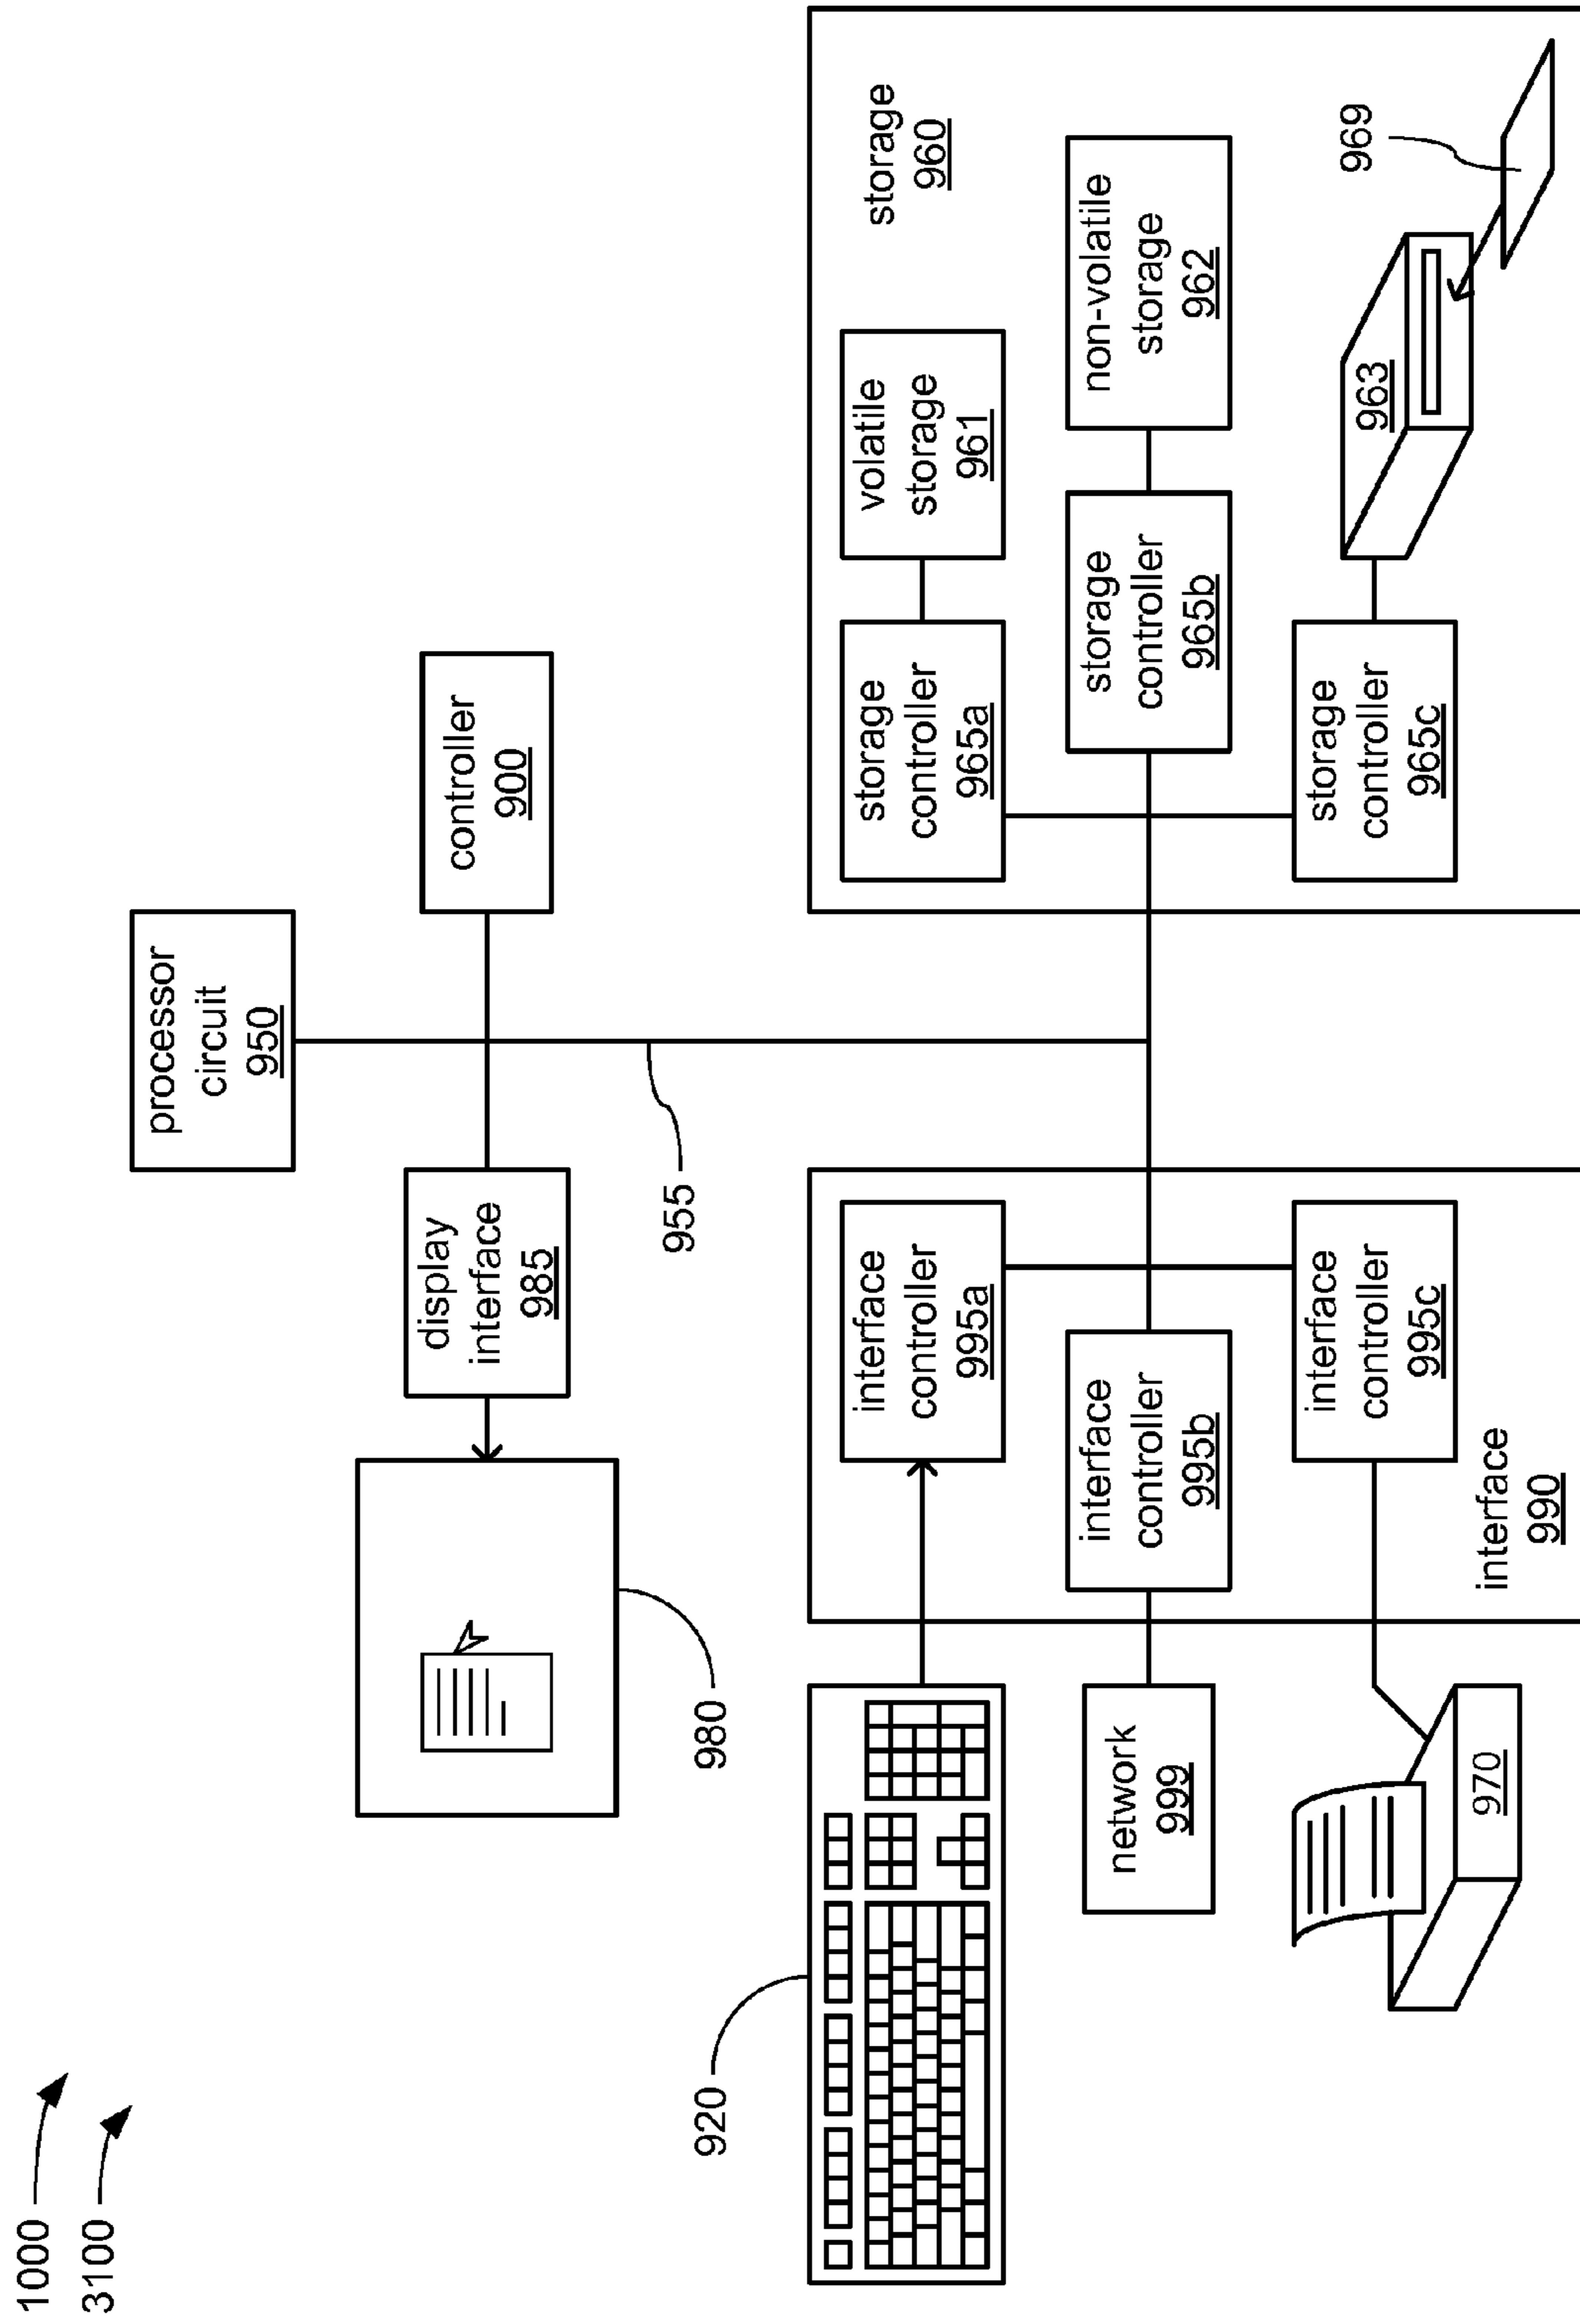 1000
3100
processor
circuit
950
display
interface
985
controller
900
955
980
920
interface
controller
995a
storage
controller
965a
volatile
storage
961
storage
960
network
999
interface
controller
995b
storage
controller
965b
non-volatile
storage
962
970
interface
controller
995c
storage
controller
965c
963
969
interface
990